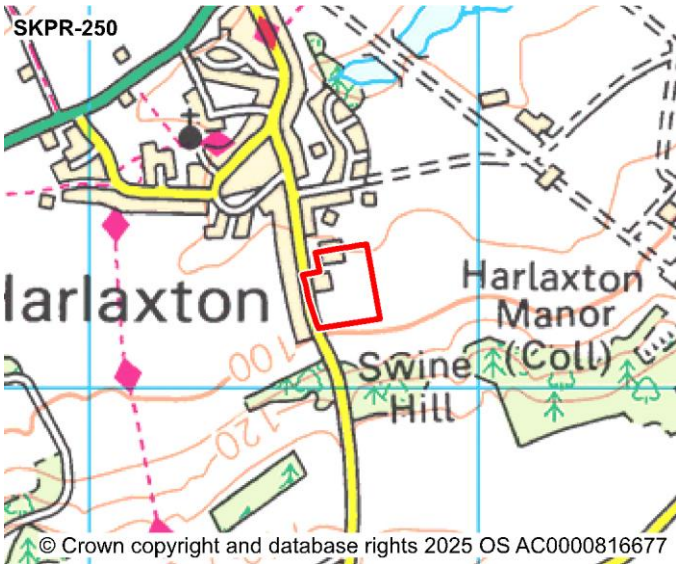 SKPR-250
Harlaxton
Harlaxton
Manor
(Coll)
Swine
Hill
100
120
© Crown copyright and database rights 2025 OS AC0000816677